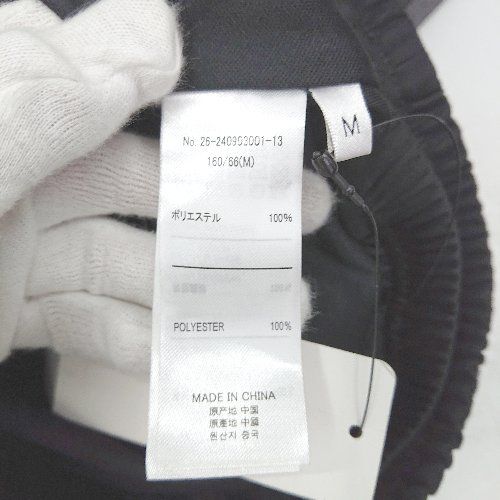 No: 26-240903001-13
160/66(M)
M
ポリエステル 100%
POLYESTER 100%
MADE IN CHINA
原产地 中国
原產地 中國
원산지 중국